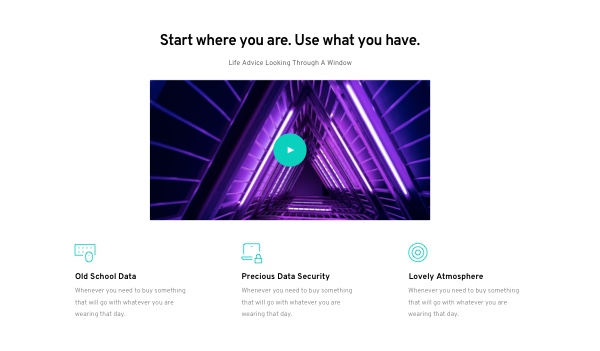 Start where you are. Use what you have.
Life Advice Looking Through A Window
Old School Data
Whenever you need to buy something
that will go with whatever you are
wearing that day.
Precious Data Security
Whenever you need to buy something
that will go with whatever you are
wearing that day.
Lovely Atmosphere
Whenever you need to buy something
that will go with whatever you are
wearing that day.